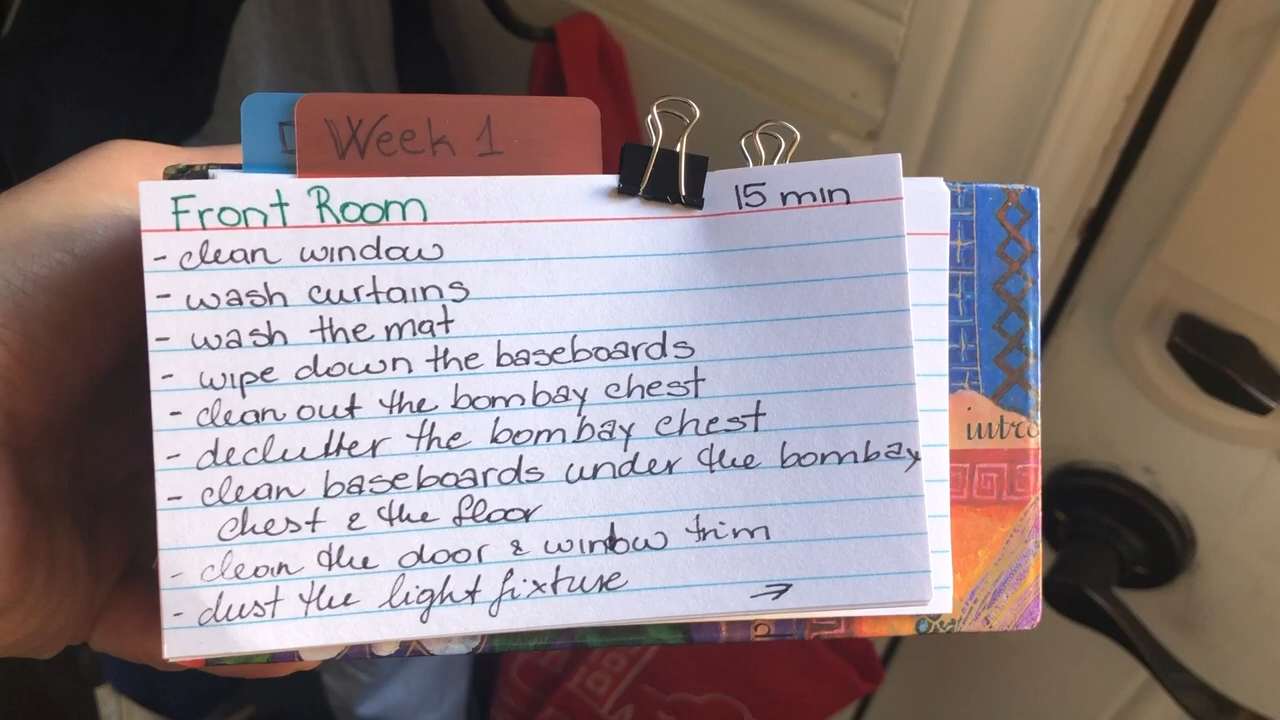 Week 1
Front Room 15 min
- clean window
- wash curtains
- wash the mat
- wipe down the baseboards
- clean out the bombay chest
- declutter the bombay chest
- clean baseboards under the bombay
chest & the floor
- clean the door & window trim
- dust the light fixture →
intro